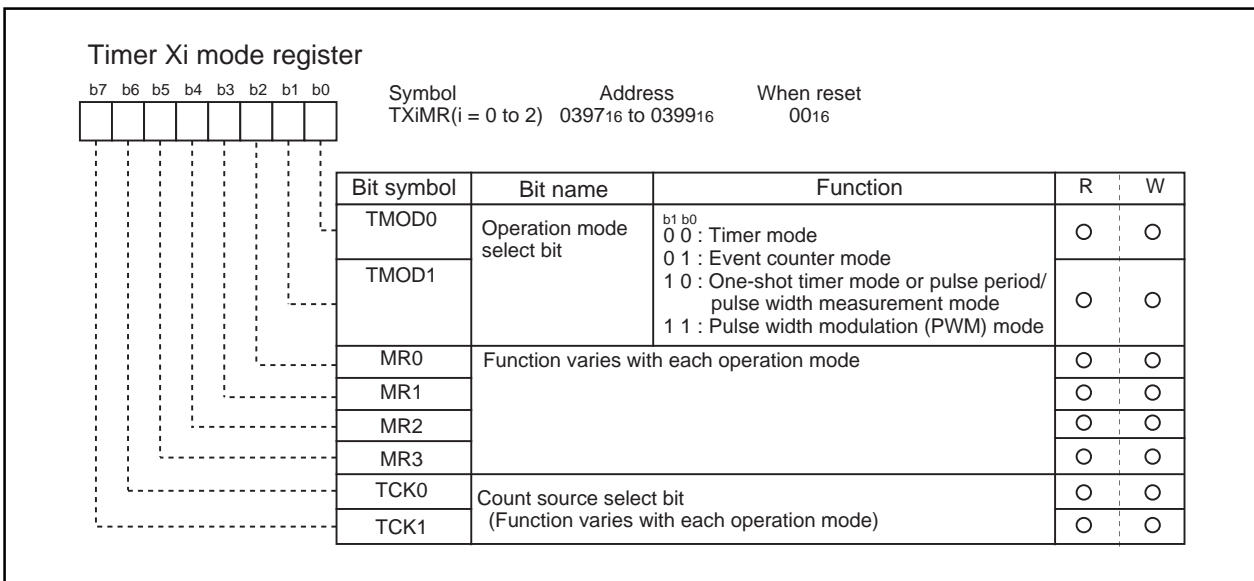 Timer Xi mode register
b7 b6 b5 b4 b3 b2 b1 b0
Symbol Address When reset
TXiMR(i = 0 to 2) 039716 to 039916 0016
Bit symbol Bit name Function R W
TMOD0 Operation mode select bit
b1 b0
0 0 : Timer mode
0 1 : Event counter mode
TMOD1
1 0 : One-shot timer mode or pulse period/
pulse width measurement mode
1 1 : Pulse width modulation (PWM) mode
MR0 Function varies with each operation mode
MR1
MR2
MR3
TCK0 Count source select bit
(Function varies with each operation mode)
TCK1